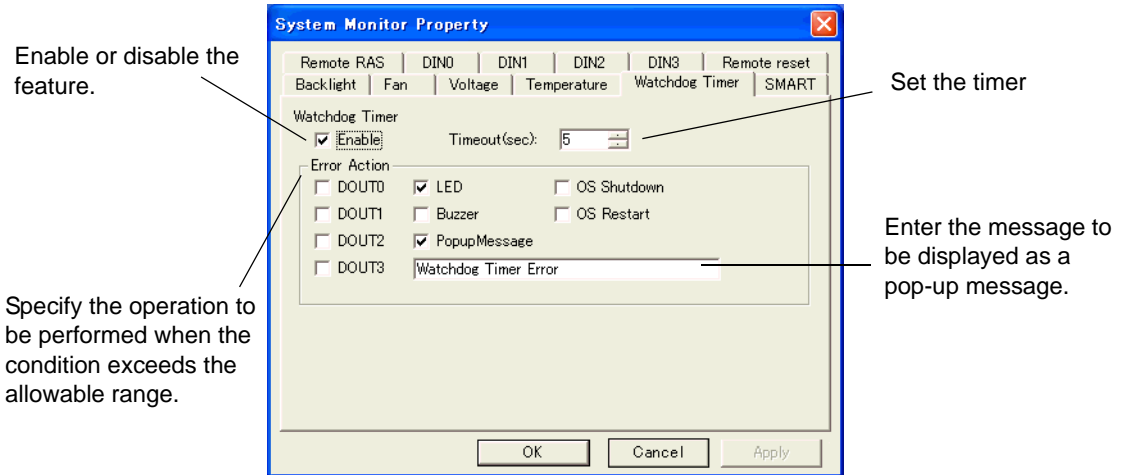 System Monitor Property
Enable or disable the
feature.
Remote RAS DIN0 DIN1 DIN2 DIN3 Remote reset
Backlight Fan Voltage Temperature Watchdog Timer SMART
Set the timer
Watchdog Timer
Enable Timeout(sec): 5
Error Action
DOUT0 LED OS Shutdown
DOUT1 Buzzer OS Restart
DOUT2 PopupMessage
DOUT3 Watchdog Timer Error
Enter the message to
be displayed as a
pop-up message.
Specify the operation to
be performed when the
condition exceeds the
allowable range.
OK Cancel Apply